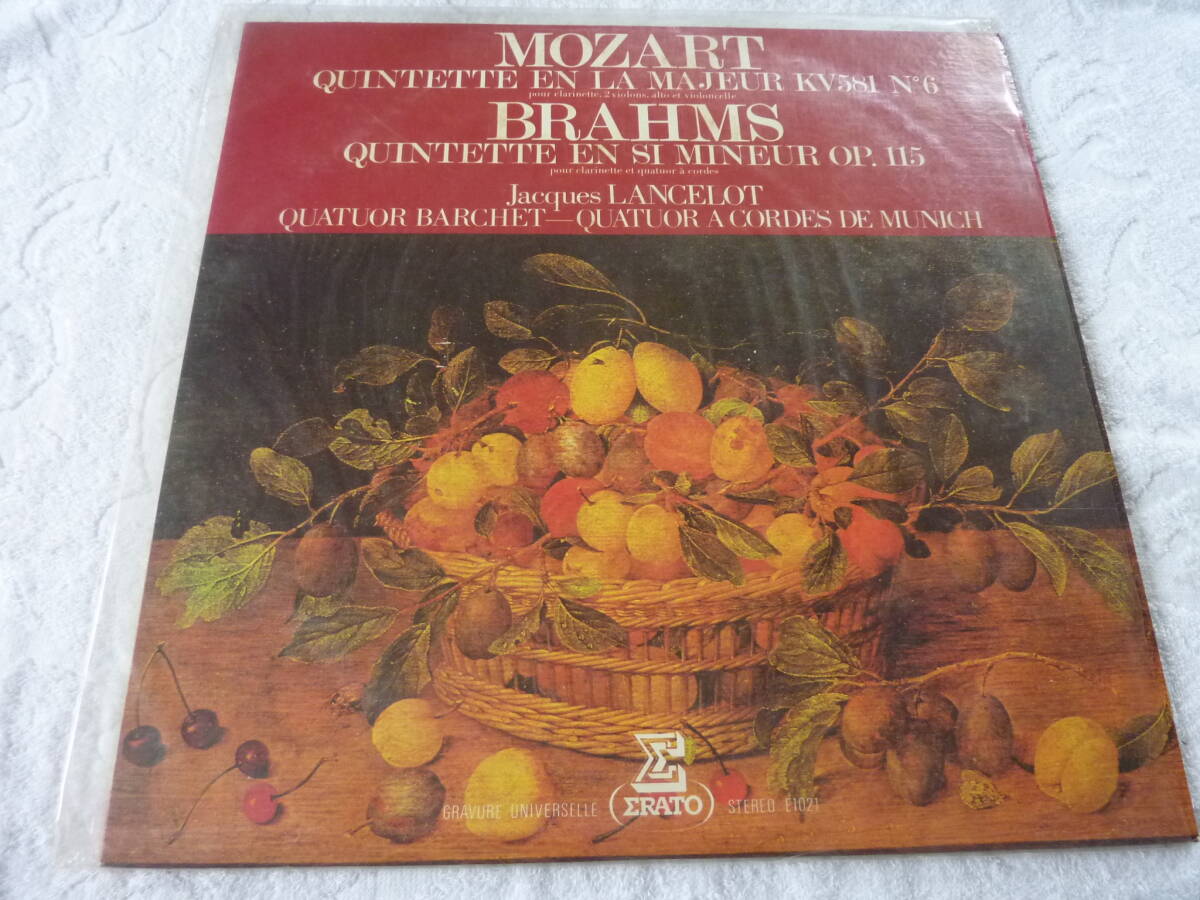 MOZART
QUINTETTE EN LA MAJEUR KV581 N°6
pour clarinette, 2 violons, alto et violoncelle
BRAHMS
QUINTETTE EN SI MINEUR OP. 115
pour clarinette et quatuor à cordes
Jacques LANCELOT
QUATUOR BARCHET — QUATUOR A CORDES DE MUNICH
GRAVURE UNIVERSELLE ERATO STEREO E1021